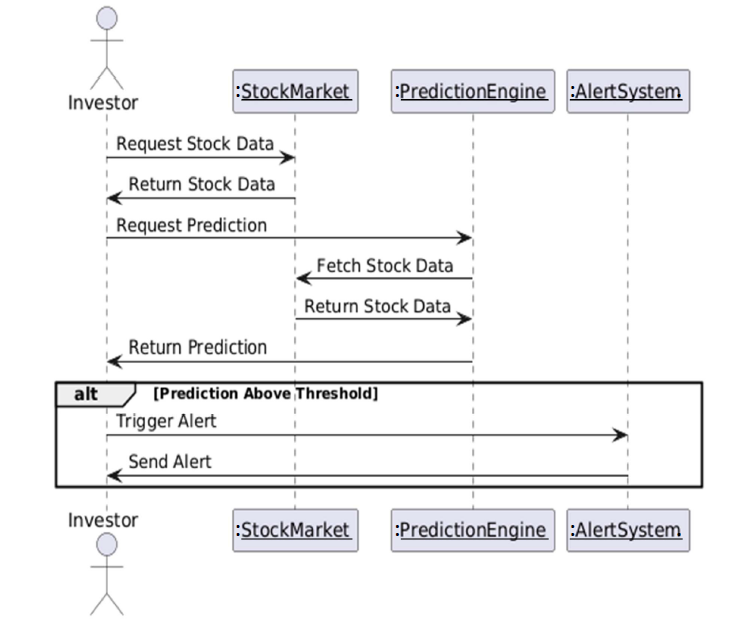 Investor
:StockMarket
:PredictionEngine
:AlertSystem
Request Stock Data
Return Stock Data
Request Prediction
Fetch Stock Data
Return Stock Data
Return Prediction
alt
[Prediction Above Threshold]
Trigger Alert
Send Alert
Investor
:StockMarket
:PredictionEngine
:AlertSystem